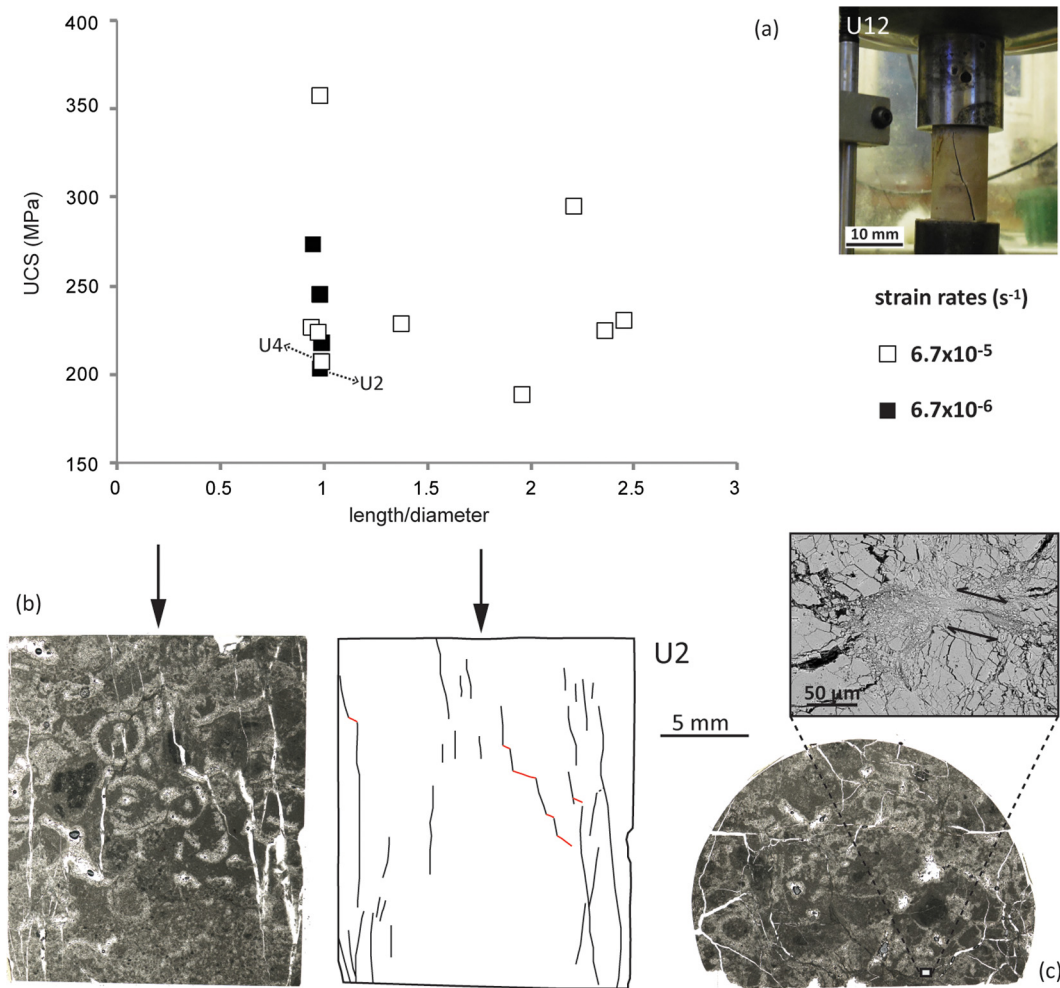 400
350
300
250
200
150
UCS (MPa)
0
0.5
1
1.5
2
2.5
3
length/diameter
U4
U2
(a)
U12
10 mm
strain rates (s⁻¹)
6.7x10⁻⁵
6.7x10⁻⁶
(b)
U2
5 mm
50 µm
(c)